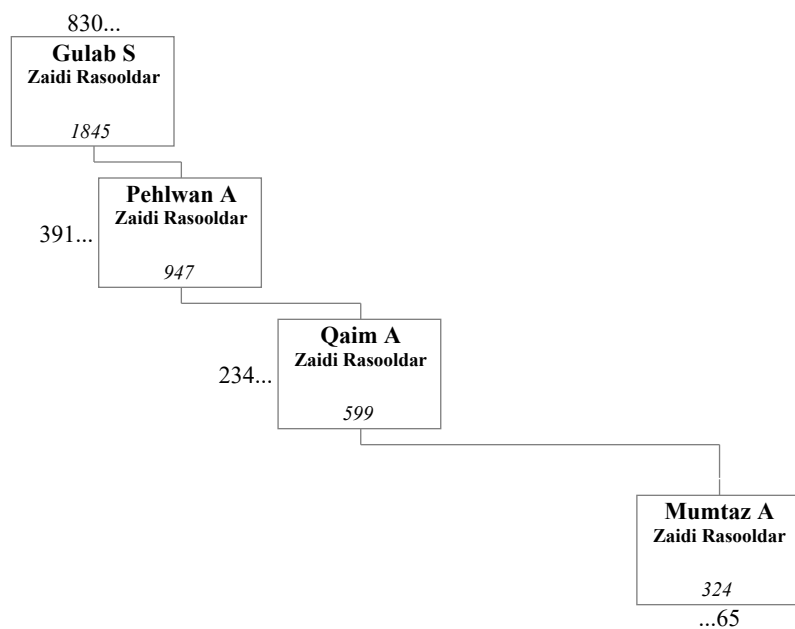 830...
Gulab S
Zaidi Rasooldar
1845
Pehlwan A
Zaidi Rasooldar
391...
947
Qaim A
Zaidi Rasooldar
234...
599
Mumtaz A
Zaidi Rasooldar
324
...65